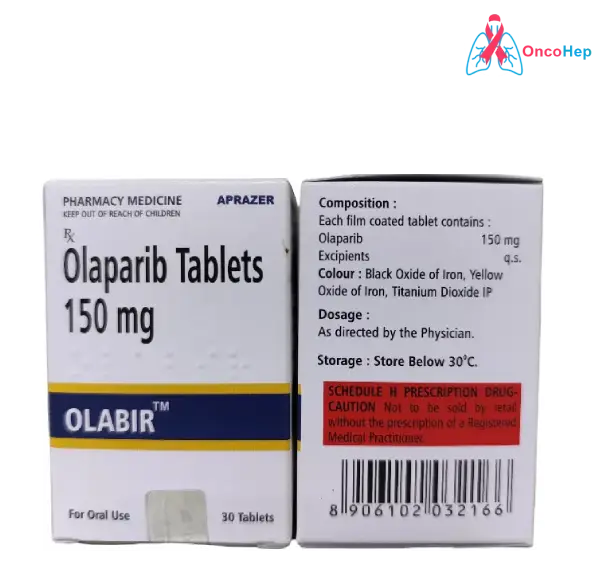 OncoHep
PHARMACY MEDICINE
APRAZER
KEEP OUT OF REACH OF CHILDREN
Rx
Olaparib Tablets
150 mg
OLABIR™
For Oral Use
30 Tablets
Composition :
Each film coated tablet contains :
Olaparib 150 mg
Excipients q.s.
Colour : Black Oxide of Iron, Yellow
Oxide of Iron, Titanium Dioxide IP
Dosage :
As directed by the Physician.
Storage : Store Below 30°C.
SCHEDULE H PRESCRIPTION DRUG-
CAUTION Not to be sold by retail
without the prescription of a Registered
Medical Practitioner.
8 906102 032166